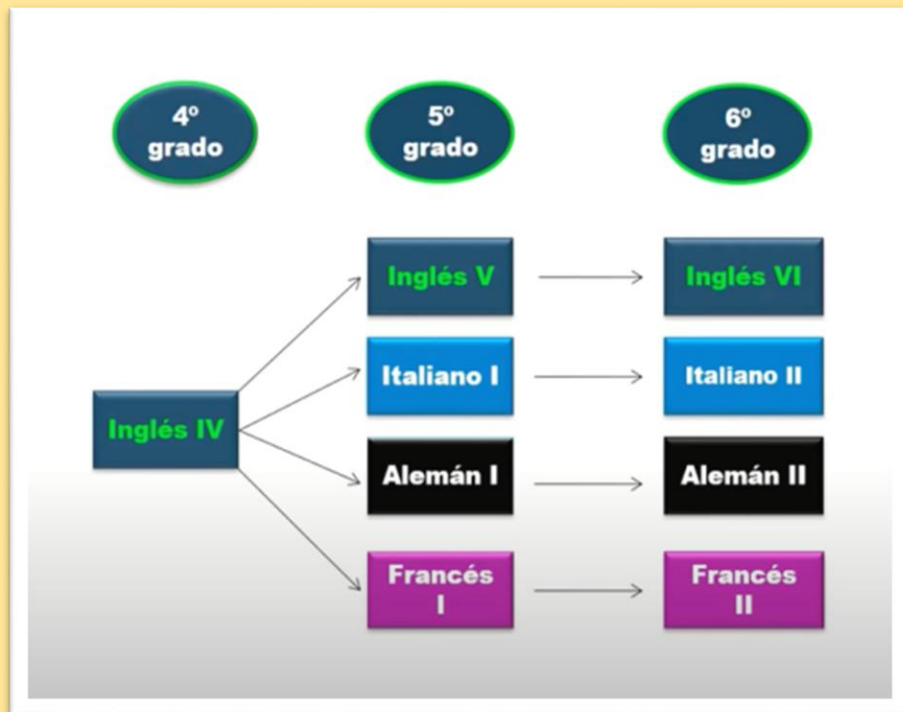 4º
grado
5º
grado
6º
grado
Inglés V
Inglés VI
Italiano I
Italiano II
Inglés IV
Alemán I
Alemán II
Francés
I
Francés
II